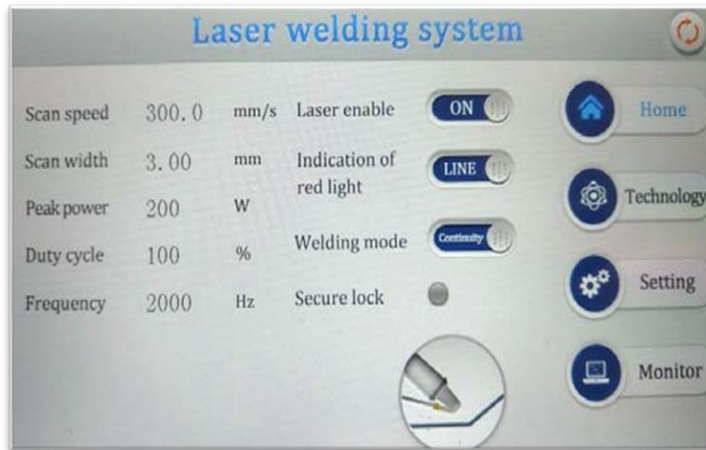 Laser welding system
Scan speed 300.0 mm/s Laser enable ON Home
Scan width 3.00 mm Indication of
red light LINE
Peak power 200 W Technology
Duty cycle 100 % Welding mode Continuity
Frequency 2000 Hz Secure lock Setting
Monitor